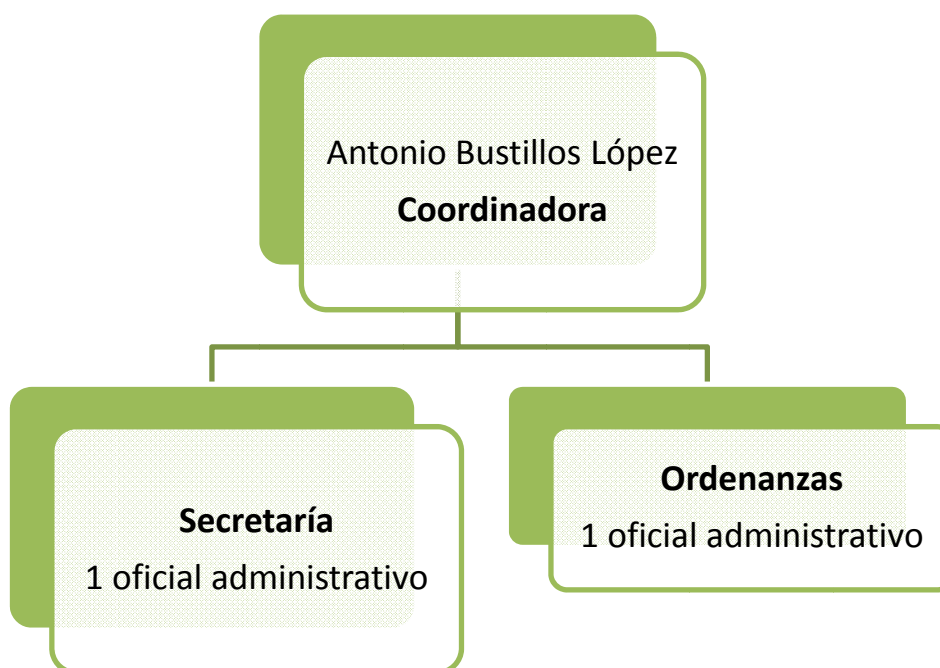 Antonio Bustillos López
Coordinadora
Secretaría
1 oficial administrativo
Ordenanzas
1 oficial administrativo